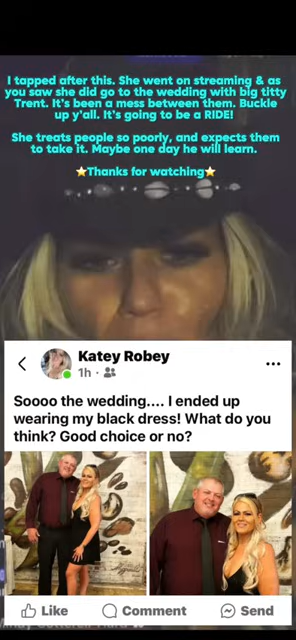 I tapped after this. She went on streaming & as
you saw she did go to the wedding with big titty
Trent. It's been a mess between them. Buckle
up y'all. It's going to be a RIDE!
She treats people so poorly, and expects them
to take it. Maybe one day he will learn.
⭐Thanks for watching⭐
Katey Robey
1h ·
Soooo the wedding.... I ended up
wearing my black dress! What do you
think? Good choice or no?
Like Comment Send